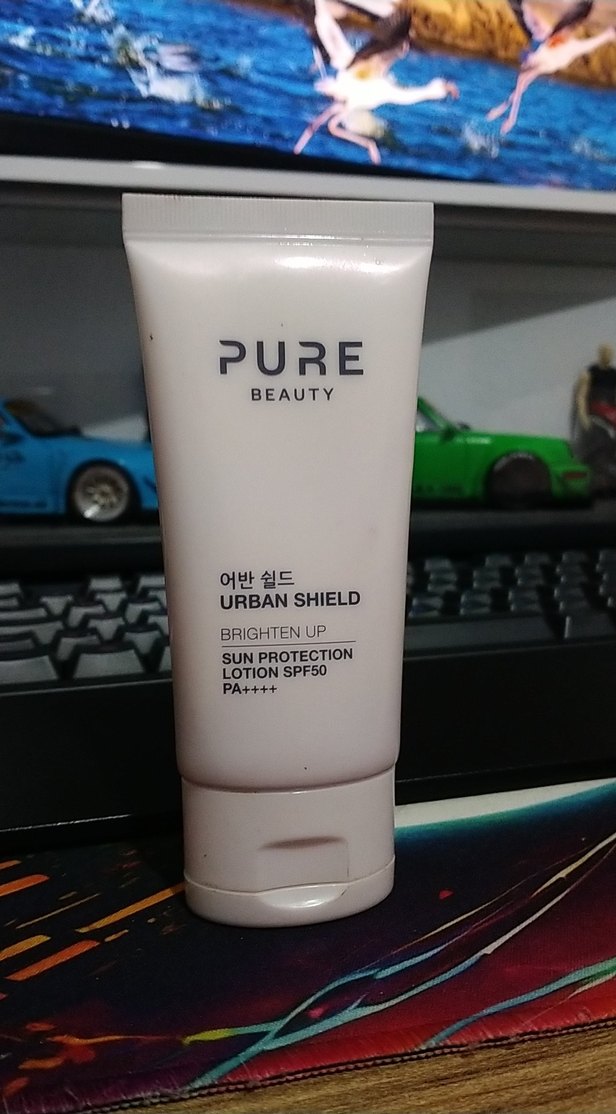 PURE
BEAUTY
어반 쉴드
URBAN SHIELD
BRIGHTEN UP
SUN PROTECTION
LOTION SPF50
PA++++